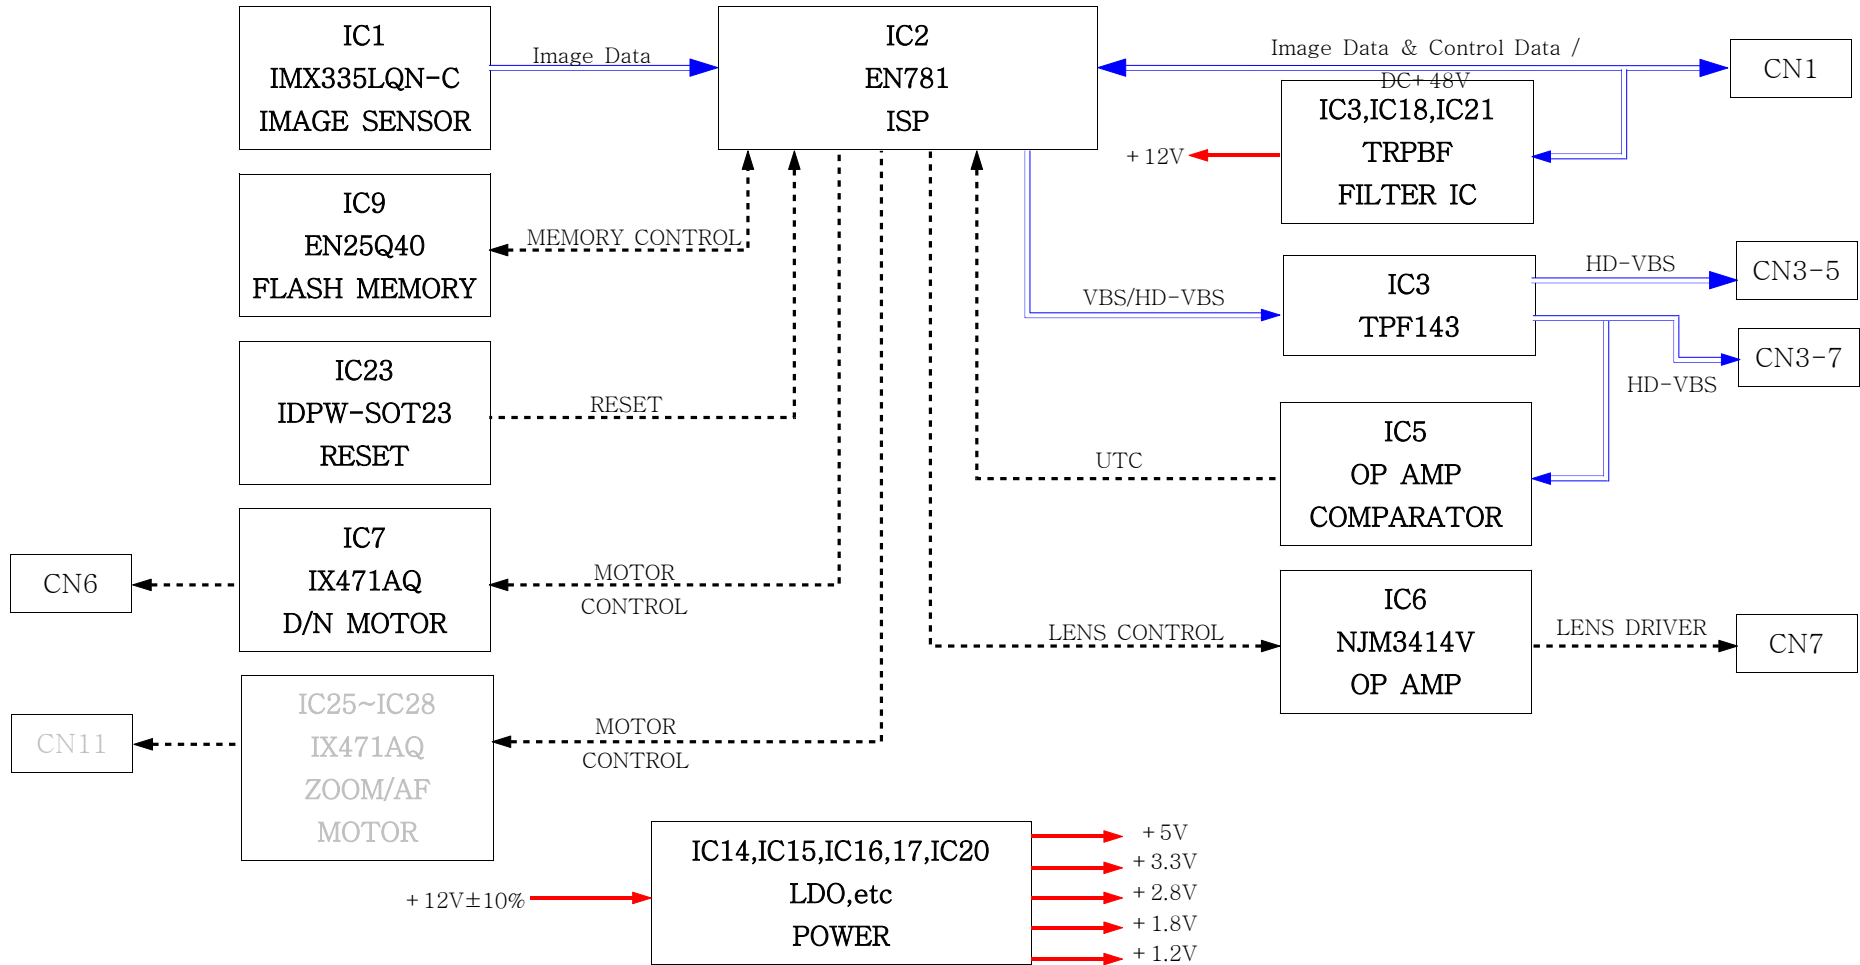 IC1
IMX335LQN-C
IMAGE SENSOR
Image Data
IC2
EN781
ISP
Image Data & Control Data /
DC+48V
CN1
IC3,IC18,IC21
TRPBF
FILTER IC
+12V
IC9
EN25Q40
FLASH MEMORY
MEMORY CONTROL
IC3
TPF143
VBS/HD-VBS
HD-VBS
CN3-5
CN3-7
HD-VBS
IC23
IDPW-SOT23
RESET
RESET
IC5
OP AMP
COMPARATOR
UTC
IC7
IX471AQ
D/N MOTOR
CN6
MOTOR
CONTROL
IC6
NJM3414V
OP AMP
LENS CONTROL
LENS DRIVER
CN7
IC25~IC28
IX471AQ
ZOOM/AF
MOTOR
CN11
MOTOR
CONTROL
IC14,IC15,IC16,17,IC20
LDO,etc
POWER
+12V±10%
+5V
+3.3V
+2.8V
+1.8V
+1.2V